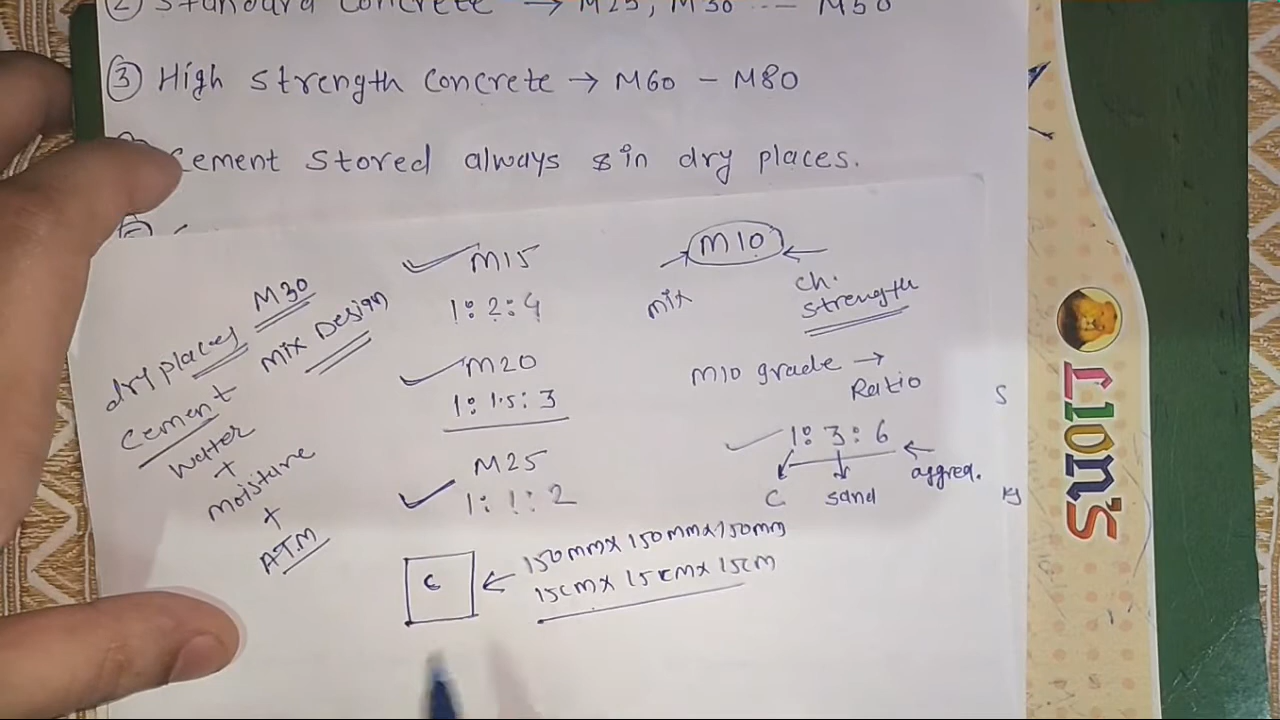 ② Standard Concrete → M25, M30 --- M50
③ High Strength Concrete → M60 - M80
Cement stored always in dry places.
M15
1:2:4
M20
1:1.5:3
M25
1:1:2
M10
mix
ch.
strength
M10 grade →
Ratio
1:3:6
C sand aggred.
dry places M30
Cement Mix Design
Water
+
Moisture
+
ATM
C ← 150mm x 150mm x 150mm
15cm x 15cm x 15cm
S
LION'S